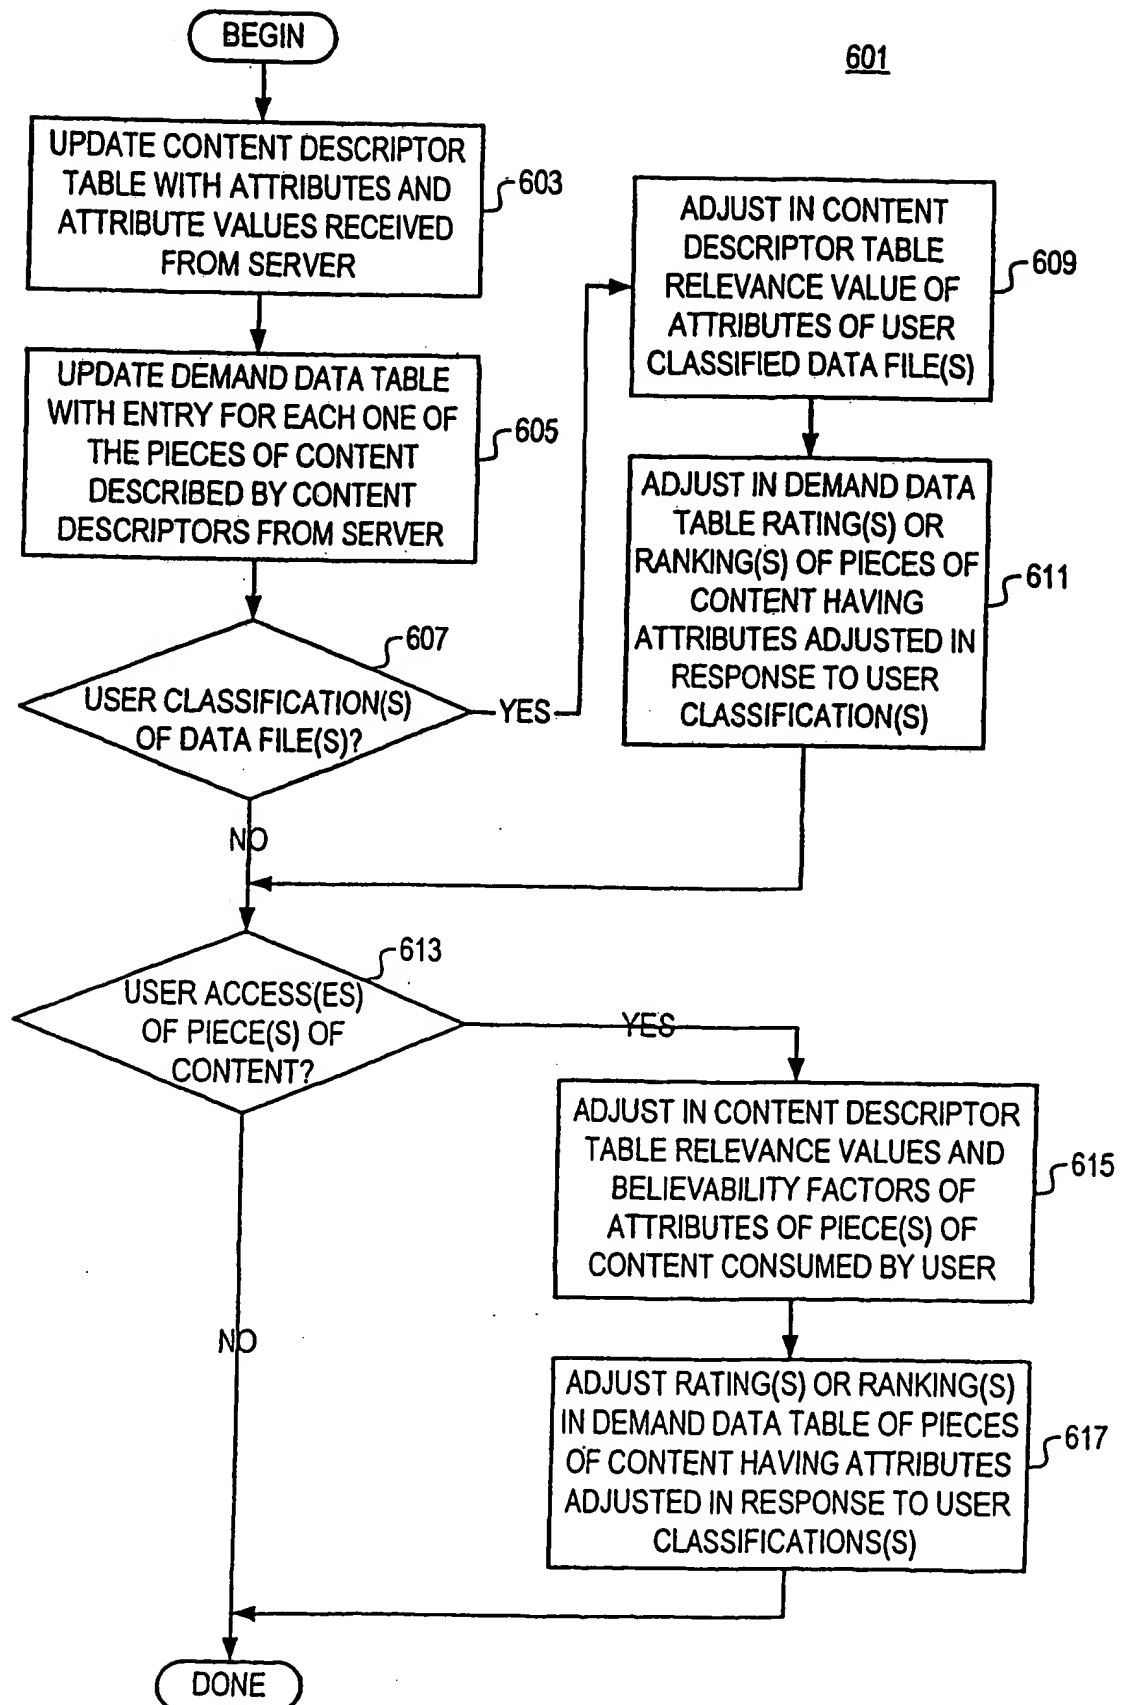 BEGIN
601
UPDATE CONTENT DESCRIPTOR
TABLE WITH ATTRIBUTES AND
ATTRIBUTE VALUES RECEIVED
FROM SERVER
603
UPDATE DEMAND DATA TABLE
WITH ENTRY FOR EACH ONE OF
THE PIECES OF CONTENT
DESCRIBED BY CONTENT
DESCRIPTORS FROM SERVER
605
607
USER CLASSIFICATION(S)
OF DATA FILE(S)?
YES
NO
ADJUST IN CONTENT
DESCRIPTOR TABLE
RELEVANCE VALUE OF
ATTRIBUTES OF USER
CLASSIFIED DATA FILE(S)
609
ADJUST IN DEMAND DATA
TABLE RATING(S) OR
RANKING(S) OF PIECES OF
CONTENT HAVING
ATTRIBUTES ADJUSTED IN
RESPONSE TO USER
CLASSIFICATION(S)
611
613
USER ACCESS(ES)
OF PIECE(S) OF
CONTENT?
YES
NO
ADJUST IN CONTENT DESCRIPTOR
TABLE RELEVANCE VALUES AND
BELIEVABILITY FACTORS OF
ATTRIBUTES OF PIECE(S) OF
CONTENT CONSUMED BY USER
615
ADJUST RATING(S) OR RANKING(S)
IN DEMAND DATA TABLE OF PIECES
OF CONTENT HAVING ATTRIBUTES
ADJUSTED IN RESPONSE TO USER
CLASSIFICATIONS(S)
617
DONE